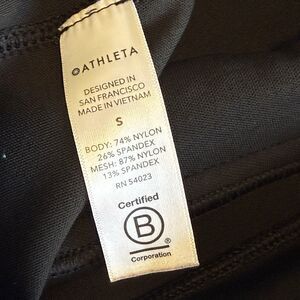 ATHLETA
DESIGNED IN
SAN FRANCISCO
MADE IN VIETNAM
S
BODY: 74% NYLON
26% SPANDEX
MESH: 87% NYLON
13% SPANDEX
RN 54023
Certified
B
®
Corporation